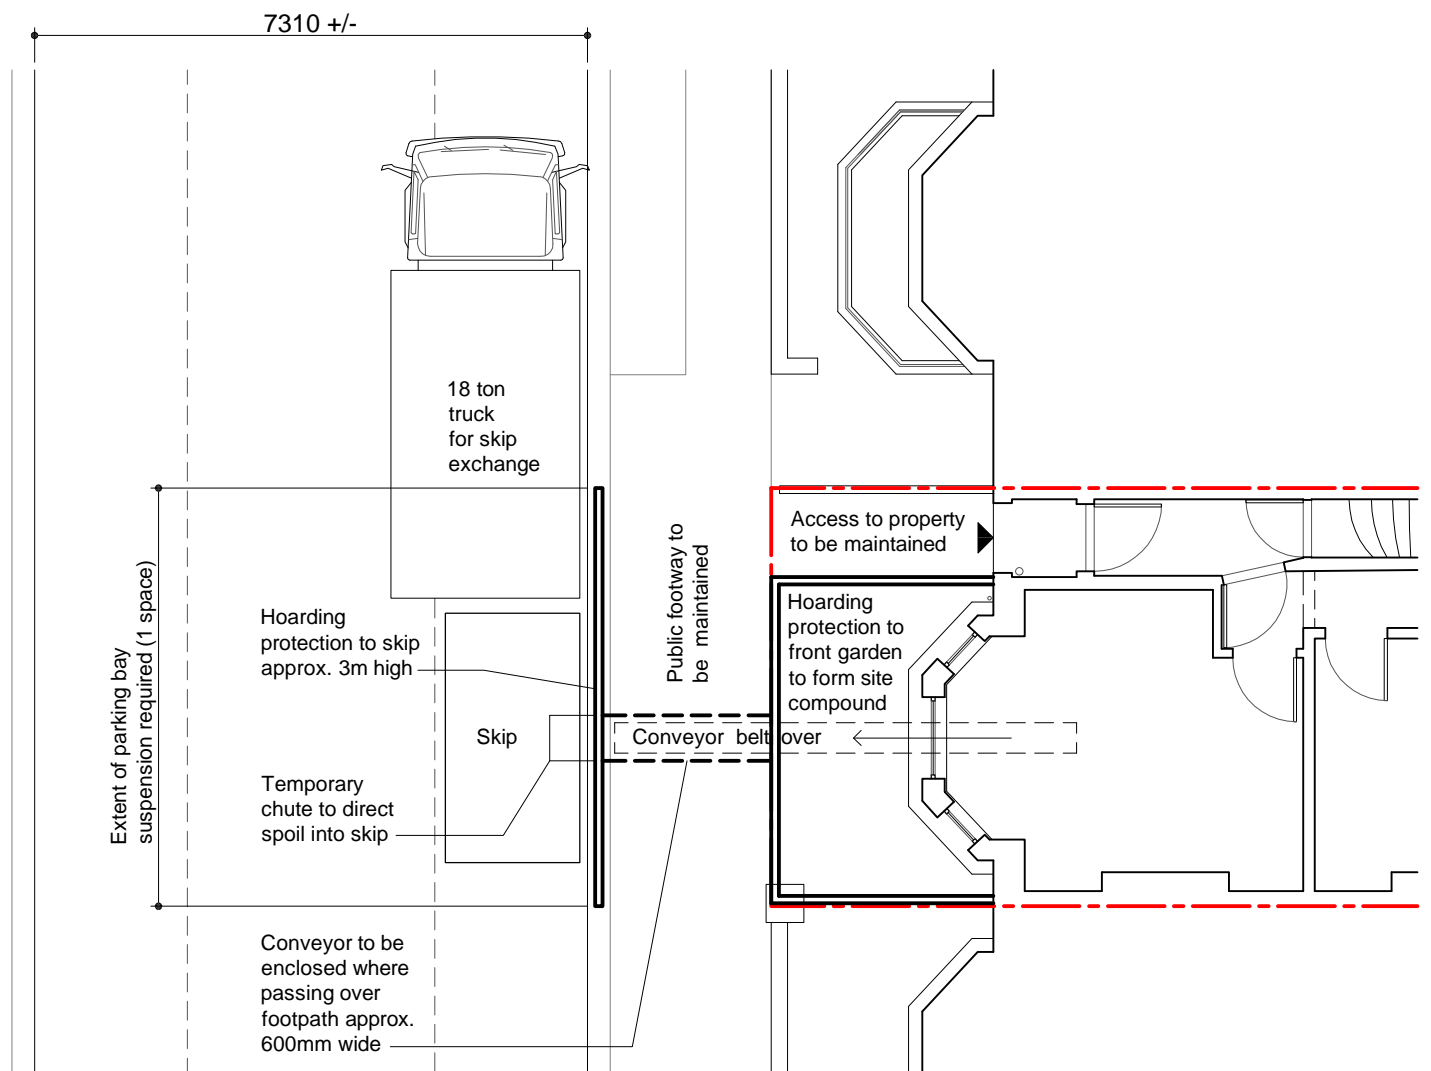 7310 +/-
18 ton
truck
for skip
exchange
Access to property
to be maintained
Public footway to
be maintained
Hoarding
protection to
front garden
to form site
compound
Hoarding
protection to skip
approx. 3m high
Extent of parking bay
suspension required (1 space)
Skip
Conveyor belt over
Temporary
chute to direct
spoil into skip
Conveyor to be
enclosed where
passing over
footpath approx.
600mm wide